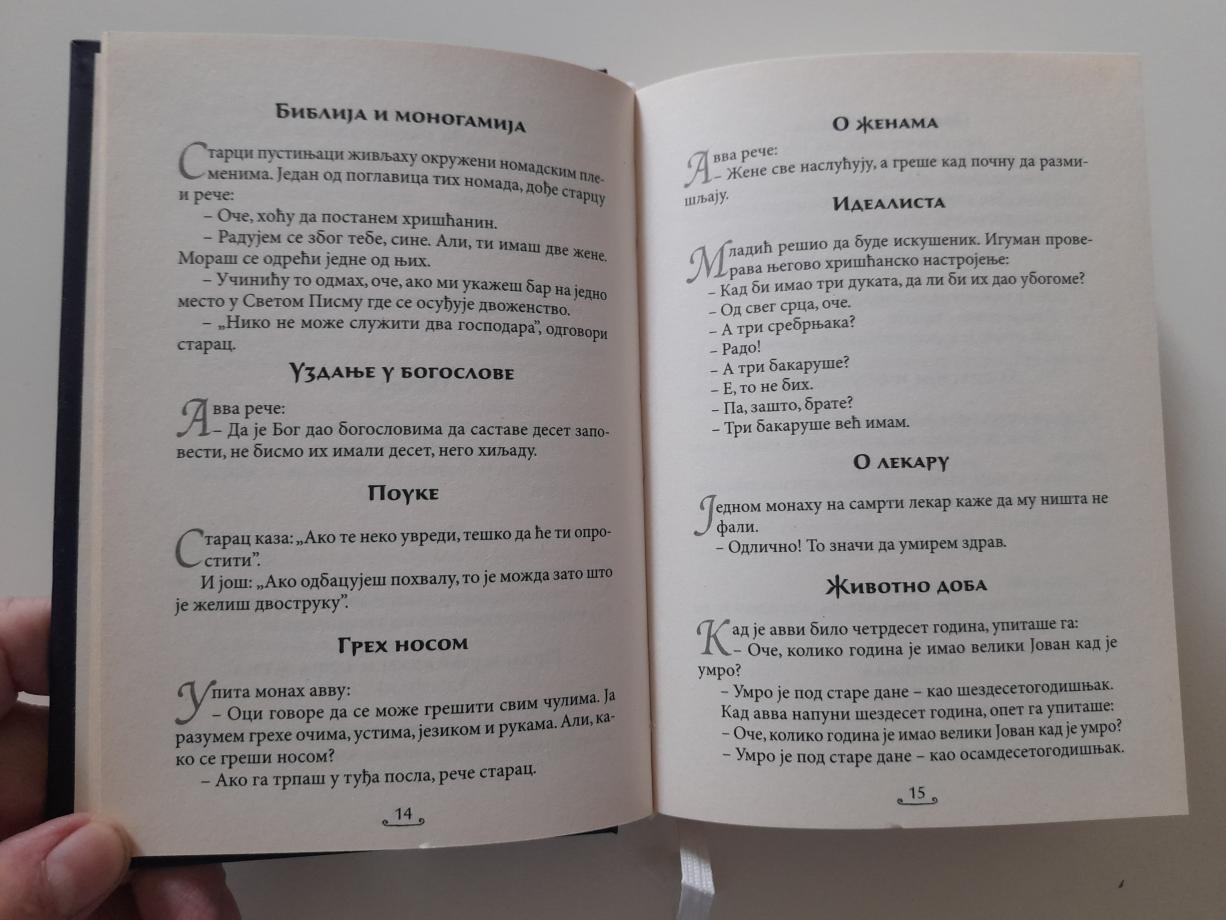 Библија и моногамија
Старци пустињаци живљаху окружени номадским пле-
менима. Један од поглавица тих номада, дође старцу
и рече:
– Оче, хоћу да постанем хришћанин.
– Радујем се због тебе, сине. Али, ти имаш две жене.
Мораш се одрећи једне од њих.
– Учинићу то одмах, оче, ако ми укажеш бар на једно
место у Светом Писму где се осуђује двоженство.
– „Нико не може служити два господара”, одговори
старац.
Уздање у богослове
Авва рече:
– Да је Бог дао богословима да саставе десет запо-
вести, не бисмо их имали десет, него хиљаду.
Поуке
Старац каза: „Ако те неко увреди, тешко да ће ти опро-
стити”.
И још: „Ако одбацујеш похвалу, то је можда зато што
је желиш двоструку”.
Грех носом
Упита монах авву:
– Оци говоре да се може грешити свим чулима. Ја
разумем грехе очима, устима, језиком и рукама. Али, ка-
ко се греши носом?
– Ако га трпаш у туђа посла, рече старац.
14
О женама
Авва рече:
– Жене све наслућују, а греше кад почну да разми-
шљају.
Идеалиста
Младић решио да буде искушеник. Игуман прове-
рава његово хришћанско настројење:
– Кад би имао три дуката, да ли би их дао убогоме?
– Од свег срца, оче.
– А три сребрњака?
– Радо!
– А три бакаруше?
– Е, то не бих.
– Па, зашто, брате?
– Три бакаруше већ имам.
О лекару
Једном монаху на самрти лекар каже да му ништа не
фали.
– Одлично! То значи да умирем здрав.
Животно доба
Кад је авви било четрдесет година, упиташе га:
– Оче, колико година је имао велики Јован кад је
умро?
– Умро је под старе дане – као шездесетогодишњак.
Кад авва напуни шездесет година, опет га упиташе:
– Оче, колико година је имао велики Јован кад је умро?
– Умро је под старе дане – као осамдесетогодишњак.
15